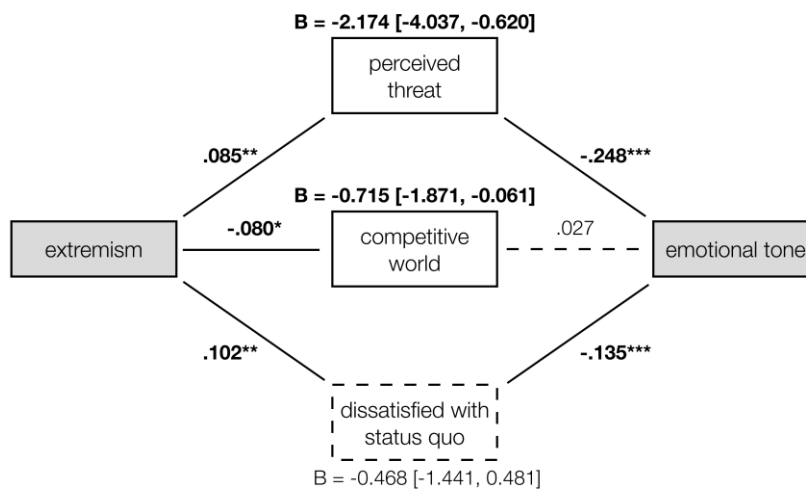 B = -2.174 [-4.037, -0.620]
perceived
threat
.085**
-.248***
B = -0.715 [-1.871, -0.061]
extremism
-.080*
competitive
world
.027
emotional tone
.102**
-.135***
dissatisfied with
status quo
B = -0.468 [-1.441, 0.481]